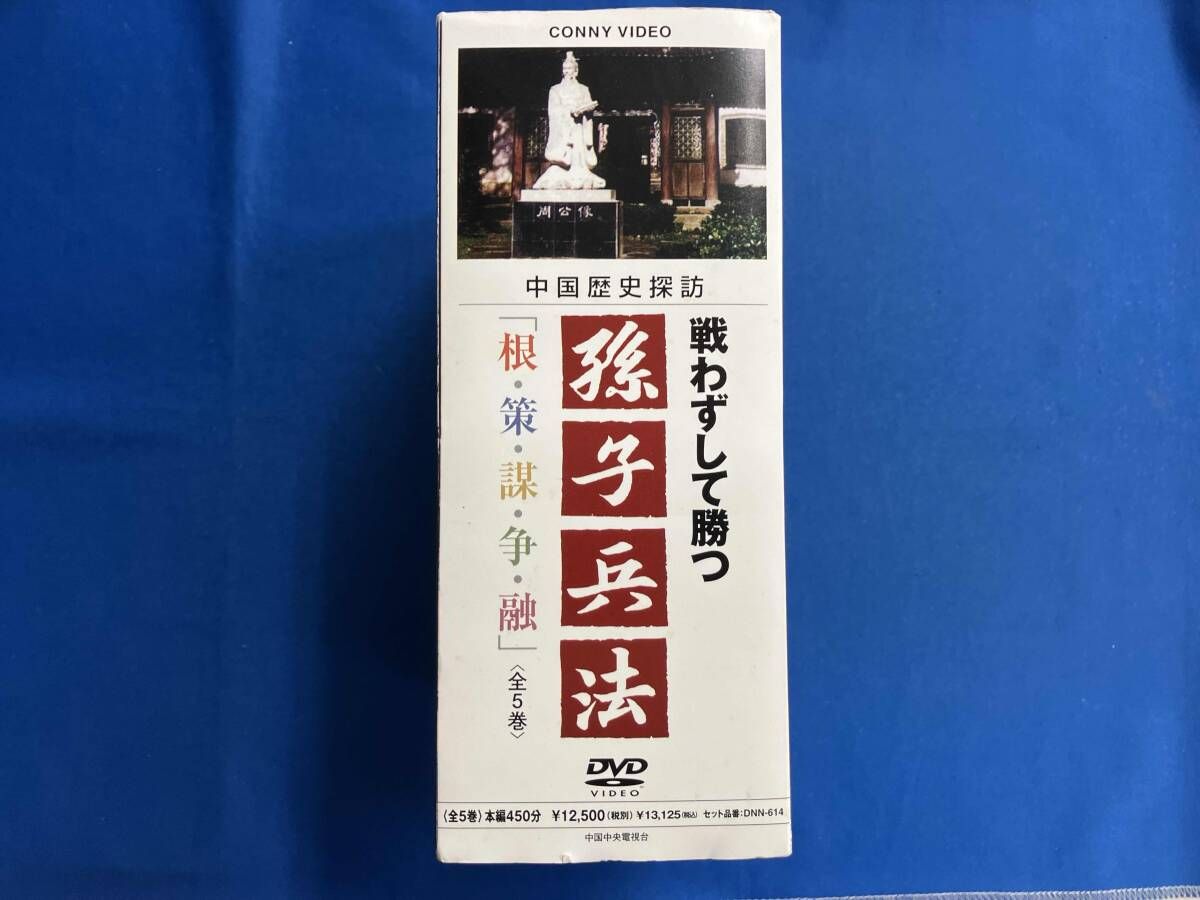 CONNY VIDEO
周公像
中国歴史探訪
戦わずして勝つ
孫子兵法
「根・策・謀・争・融」
〈全5巻〉
DVD
VIDEO
〈全5巻〉本編450分 ¥12,500(税別) ¥13,125(税込) セット品番:DNN-614
中国中央電視台